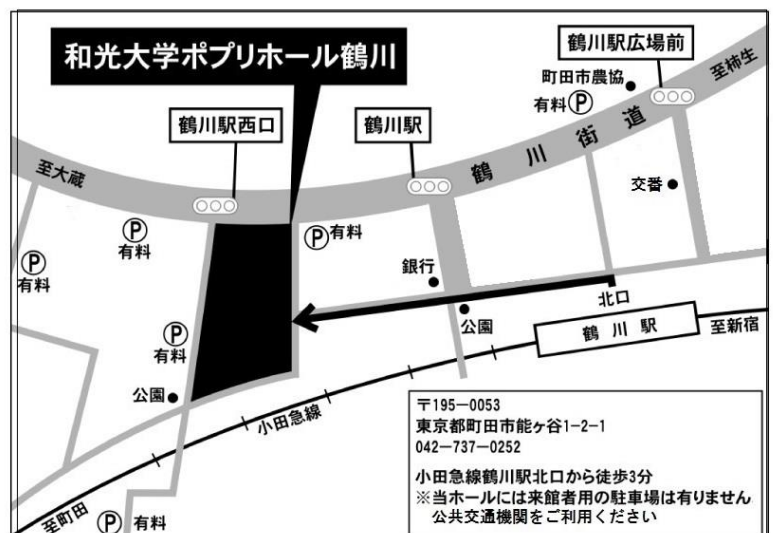 和光大学ポプリホール鶴川
鶴川駅広場前
至柿生
町田市農協
有料Ⓟ
鶴川駅西口
鶴川駅
鶴川街道
至大蔵
交番
Ⓟ
有料
Ⓟ有料
Ⓟ
有料
銀行
北口
公園
鶴川駅
至新宿
Ⓟ
有料
公園
小田急線
至町田
Ⓟ有料
〒195−0053
東京都町田市能ヶ谷1−2−1
042−737−0252
小田急線鶴川駅北口から徒歩3分
※当ホールには来館者用の駐車場は有りません
公共交通機関をご利用ください